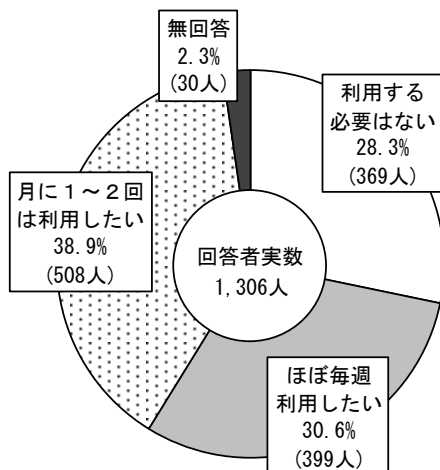 無回答
2.3%
(30人)
利用する
必要はない
28.3%
(369人)
月に１～２回
は利用したい
38.9%
(508人)
回答者実数
1,306人
ほぼ毎週
利用したい
30.6%
(399人)